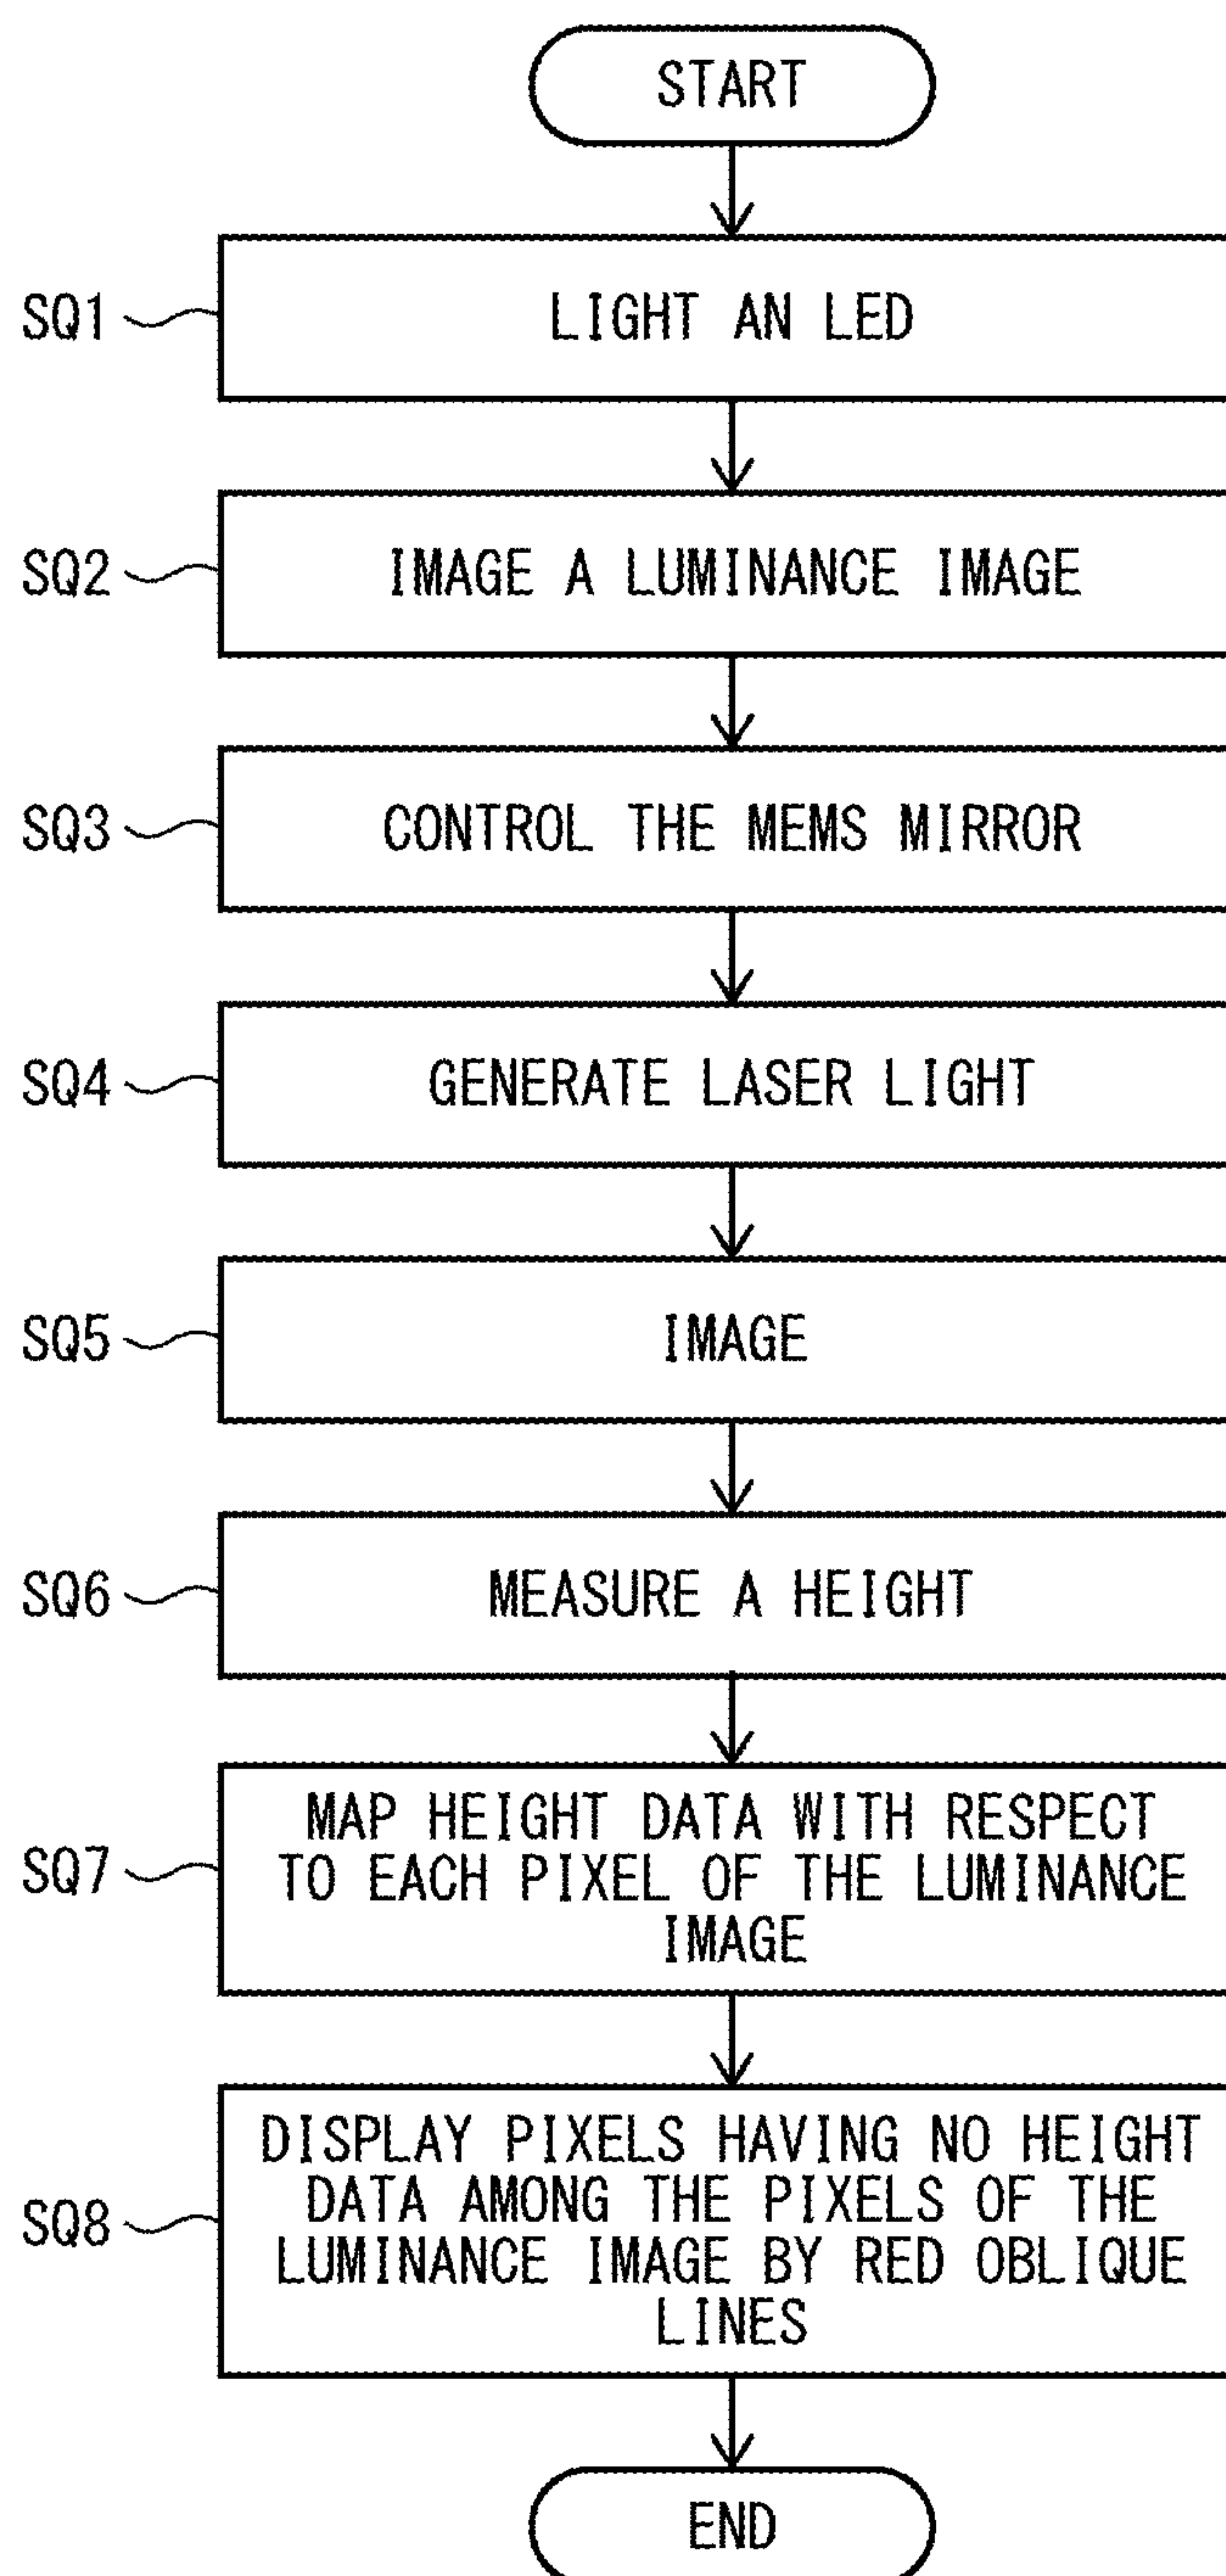 START
SQ1
LIGHT AN LED
SQ2
IMAGE A LUMINANCE IMAGE
SQ3
CONTROL THE MEMS MIRROR
SQ4
GENERATE LASER LIGHT
SQ5
IMAGE
SQ6
MEASURE A HEIGHT
SQ7
MAP HEIGHT DATA WITH RESPECT
TO EACH PIXEL OF THE LUMINANCE
IMAGE
SQ8
DISPLAY PIXELS HAVING NO HEIGHT
DATA AMONG THE PIXELS OF THE
LUMINANCE IMAGE BY RED OBLIQUE
LINES
END